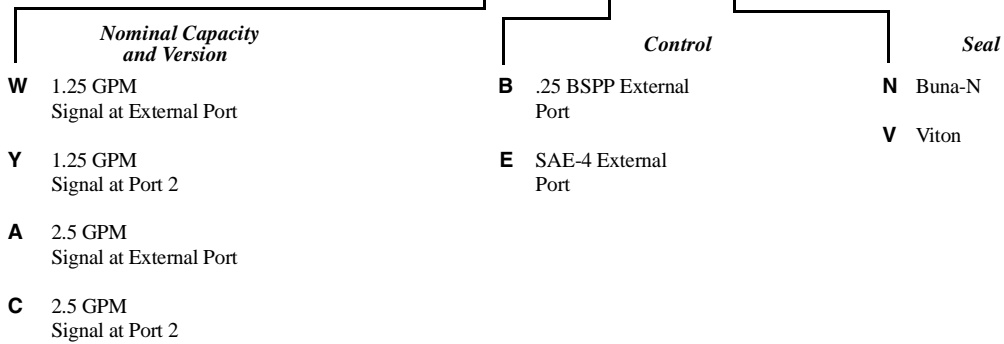 Nominal Capacity
and Version
W 1.25 GPM
Signal at External Port
Y 1.25 GPM
Signal at Port 2
A 2.5 GPM
Signal at External Port
C 2.5 GPM
Signal at Port 2
Control
B .25 BSPP External
Port
E SAE-4 External
Port
Seal
N Buna-N
V Viton